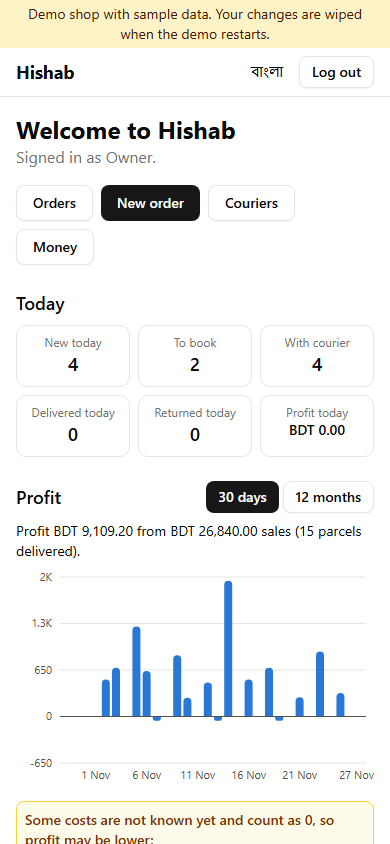 Demo shop with sample data. Your changes are wiped
when the demo restarts.
Hishab
বাংলা
Log out
Welcome to Hishab
Signed in as Owner.
Orders
New order
Couriers
Money
Today
New today
4
To book
2
With courier
4
Delivered today
0
Returned today
0
Profit today
BDT 0.00
Profit
30 days
12 months
Profit BDT 9,109.20 from BDT 26,840.00 sales (15 parcels
delivered).
2K
1.3K
650
0
-650
1 Nov
6 Nov
11 Nov
16 Nov
21 Nov
27 Nov
Some costs are not known yet and count as 0, so
profit may be lower: